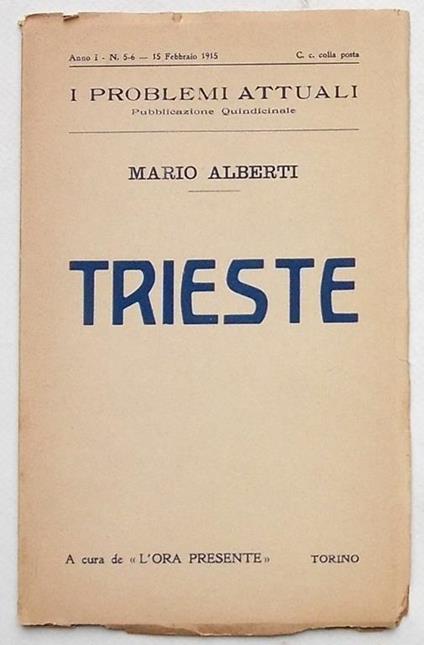 Anno I - N. 5-6 — 15 Febbraio 1915 C. c. colla posta
I PROBLEMI ATTUALI
Pubblicazione Quindicinale
MARIO ALBERTI
TRIESTE
A cura de «L'ORA PRESENTE» TORINO